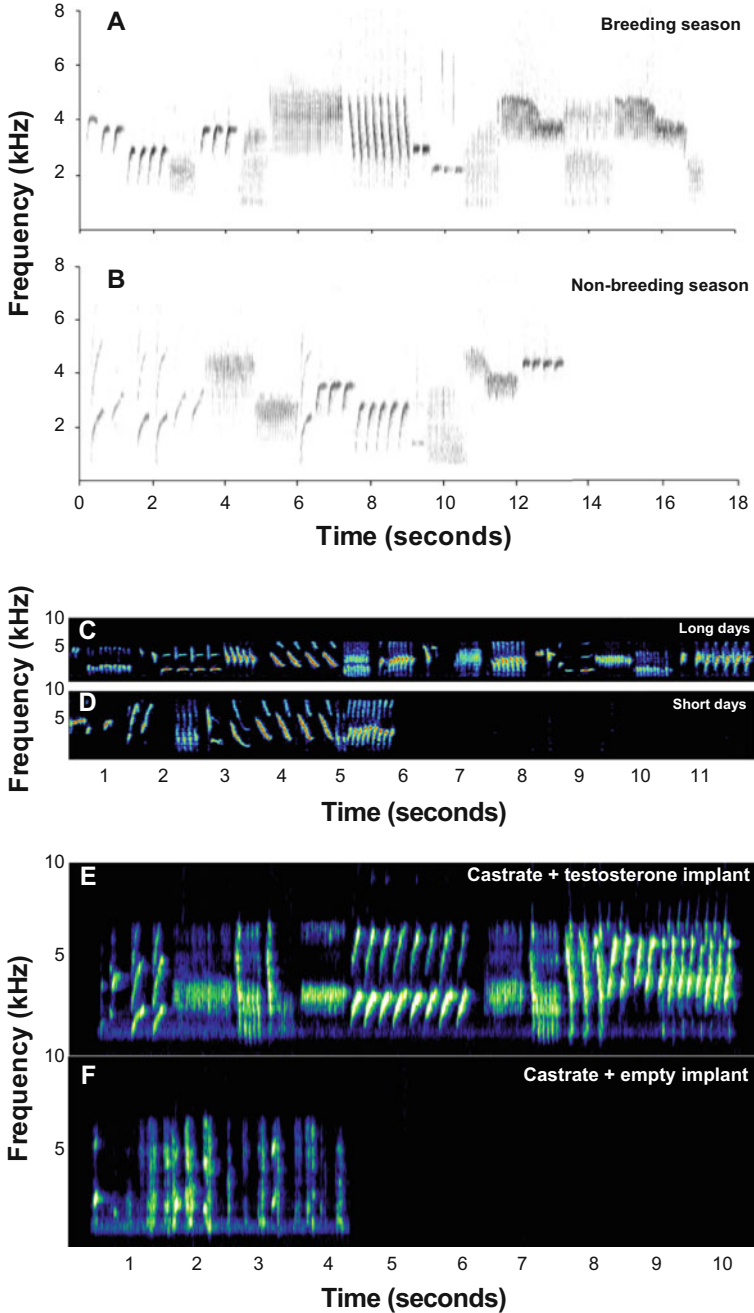 8
A
Breeding season
6
4
2
Frequency (kHz)
8
B
Non-breeding season
6
4
2
0 2 4 6 8 10 12 14 16 18
Time (seconds)
Frequency (kHz)
10
C
Long days
5
10
D
Short days
5
1 2 3 4 5 6 7 8 9 10 11
Time (seconds)
10
E
Castrate + testosterone implant
Frequency (kHz)
5
10
F
Castrate + empty implant
Frequency (kHz)
5
1 2 3 4 5 6 7 8 9 10
Time (seconds)